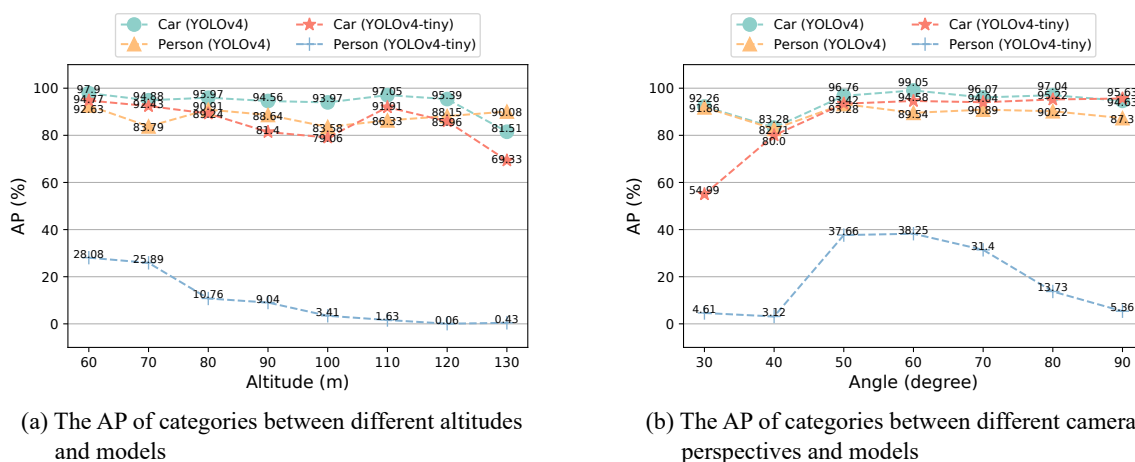 Car (YOLOv4)
Car (YOLOv4-tiny)
Person (YOLOv4)
Person (YOLOv4-tiny)
AP (%)
100
80
60
40
20
0
97.9 94.88 95.97 94.56 93.97 97.05 95.39 81.51
94.77 92.43 89.24 81.4 79.06 91.91 85.96 69.33
92.63 83.79 90.91 88.64 83.58 86.33 88.15 90.08
28.08 25.89 10.76 9.04 3.41 1.63 0.06 0.43
60 70 80 90 100 110 120 130
Altitude (m)
(a) The AP of categories between different altitudes
and models
Car (YOLOv4)
Car (YOLOv4-tiny)
Person (YOLOv4)
Person (YOLOv4-tiny)
AP (%)
100
80
60
40
20
0
92.26 83.28 96.76 99.05 96.07 97.04 94.63
54.99 80.0 93.42 94.58 94.04 95.22 95.63
91.86 82.71 93.28 89.54 90.89 90.22 87.3
4.61 3.12 37.66 38.25 31.4 13.73 5.36
30 40 50 60 70 80 90
Angle (degree)
(b) The AP of categories between different camera
perspectives and models